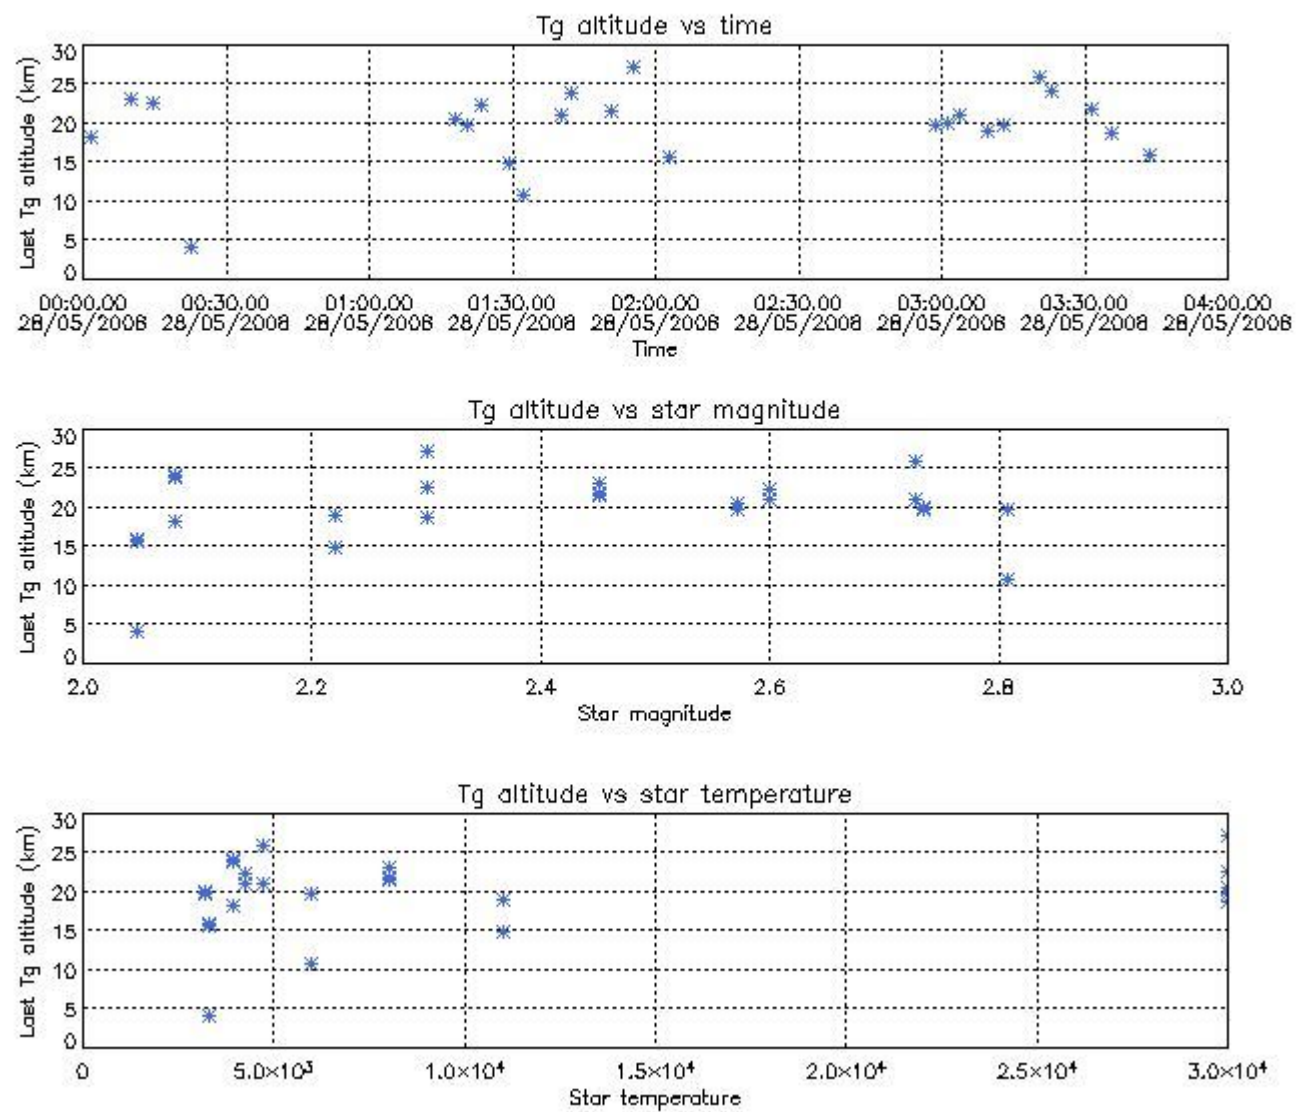 Tg altitude vs time
30
25
20
15
10
5
0
Last Tg altitude (km)
00:00.00 00:30.00 01:00.00 01:30.00 02:00.00 02:30.00 03:00.00 03:30.00 04:00.00
28/05/2008 28/05/2008 28/05/2008 28/05/2008 28/05/2008 28/05/2008 28/05/2008 28/05/2008 28/05/2008
Time
Tg altitude vs star magnitude
30
25
20
15
10
5
0
Last Tg altitude (km)
2.0 2.2 2.4 2.6 2.8 3.0
Star magnitude
Tg altitude vs star temperature
30
25
20
15
10
5
0
Last Tg altitude (km)
0 5.0×10³ 1.0×10⁴ 1.5×10⁴ 2.0×10⁴ 2.5×10⁴ 3.0×10⁴
Star temperature